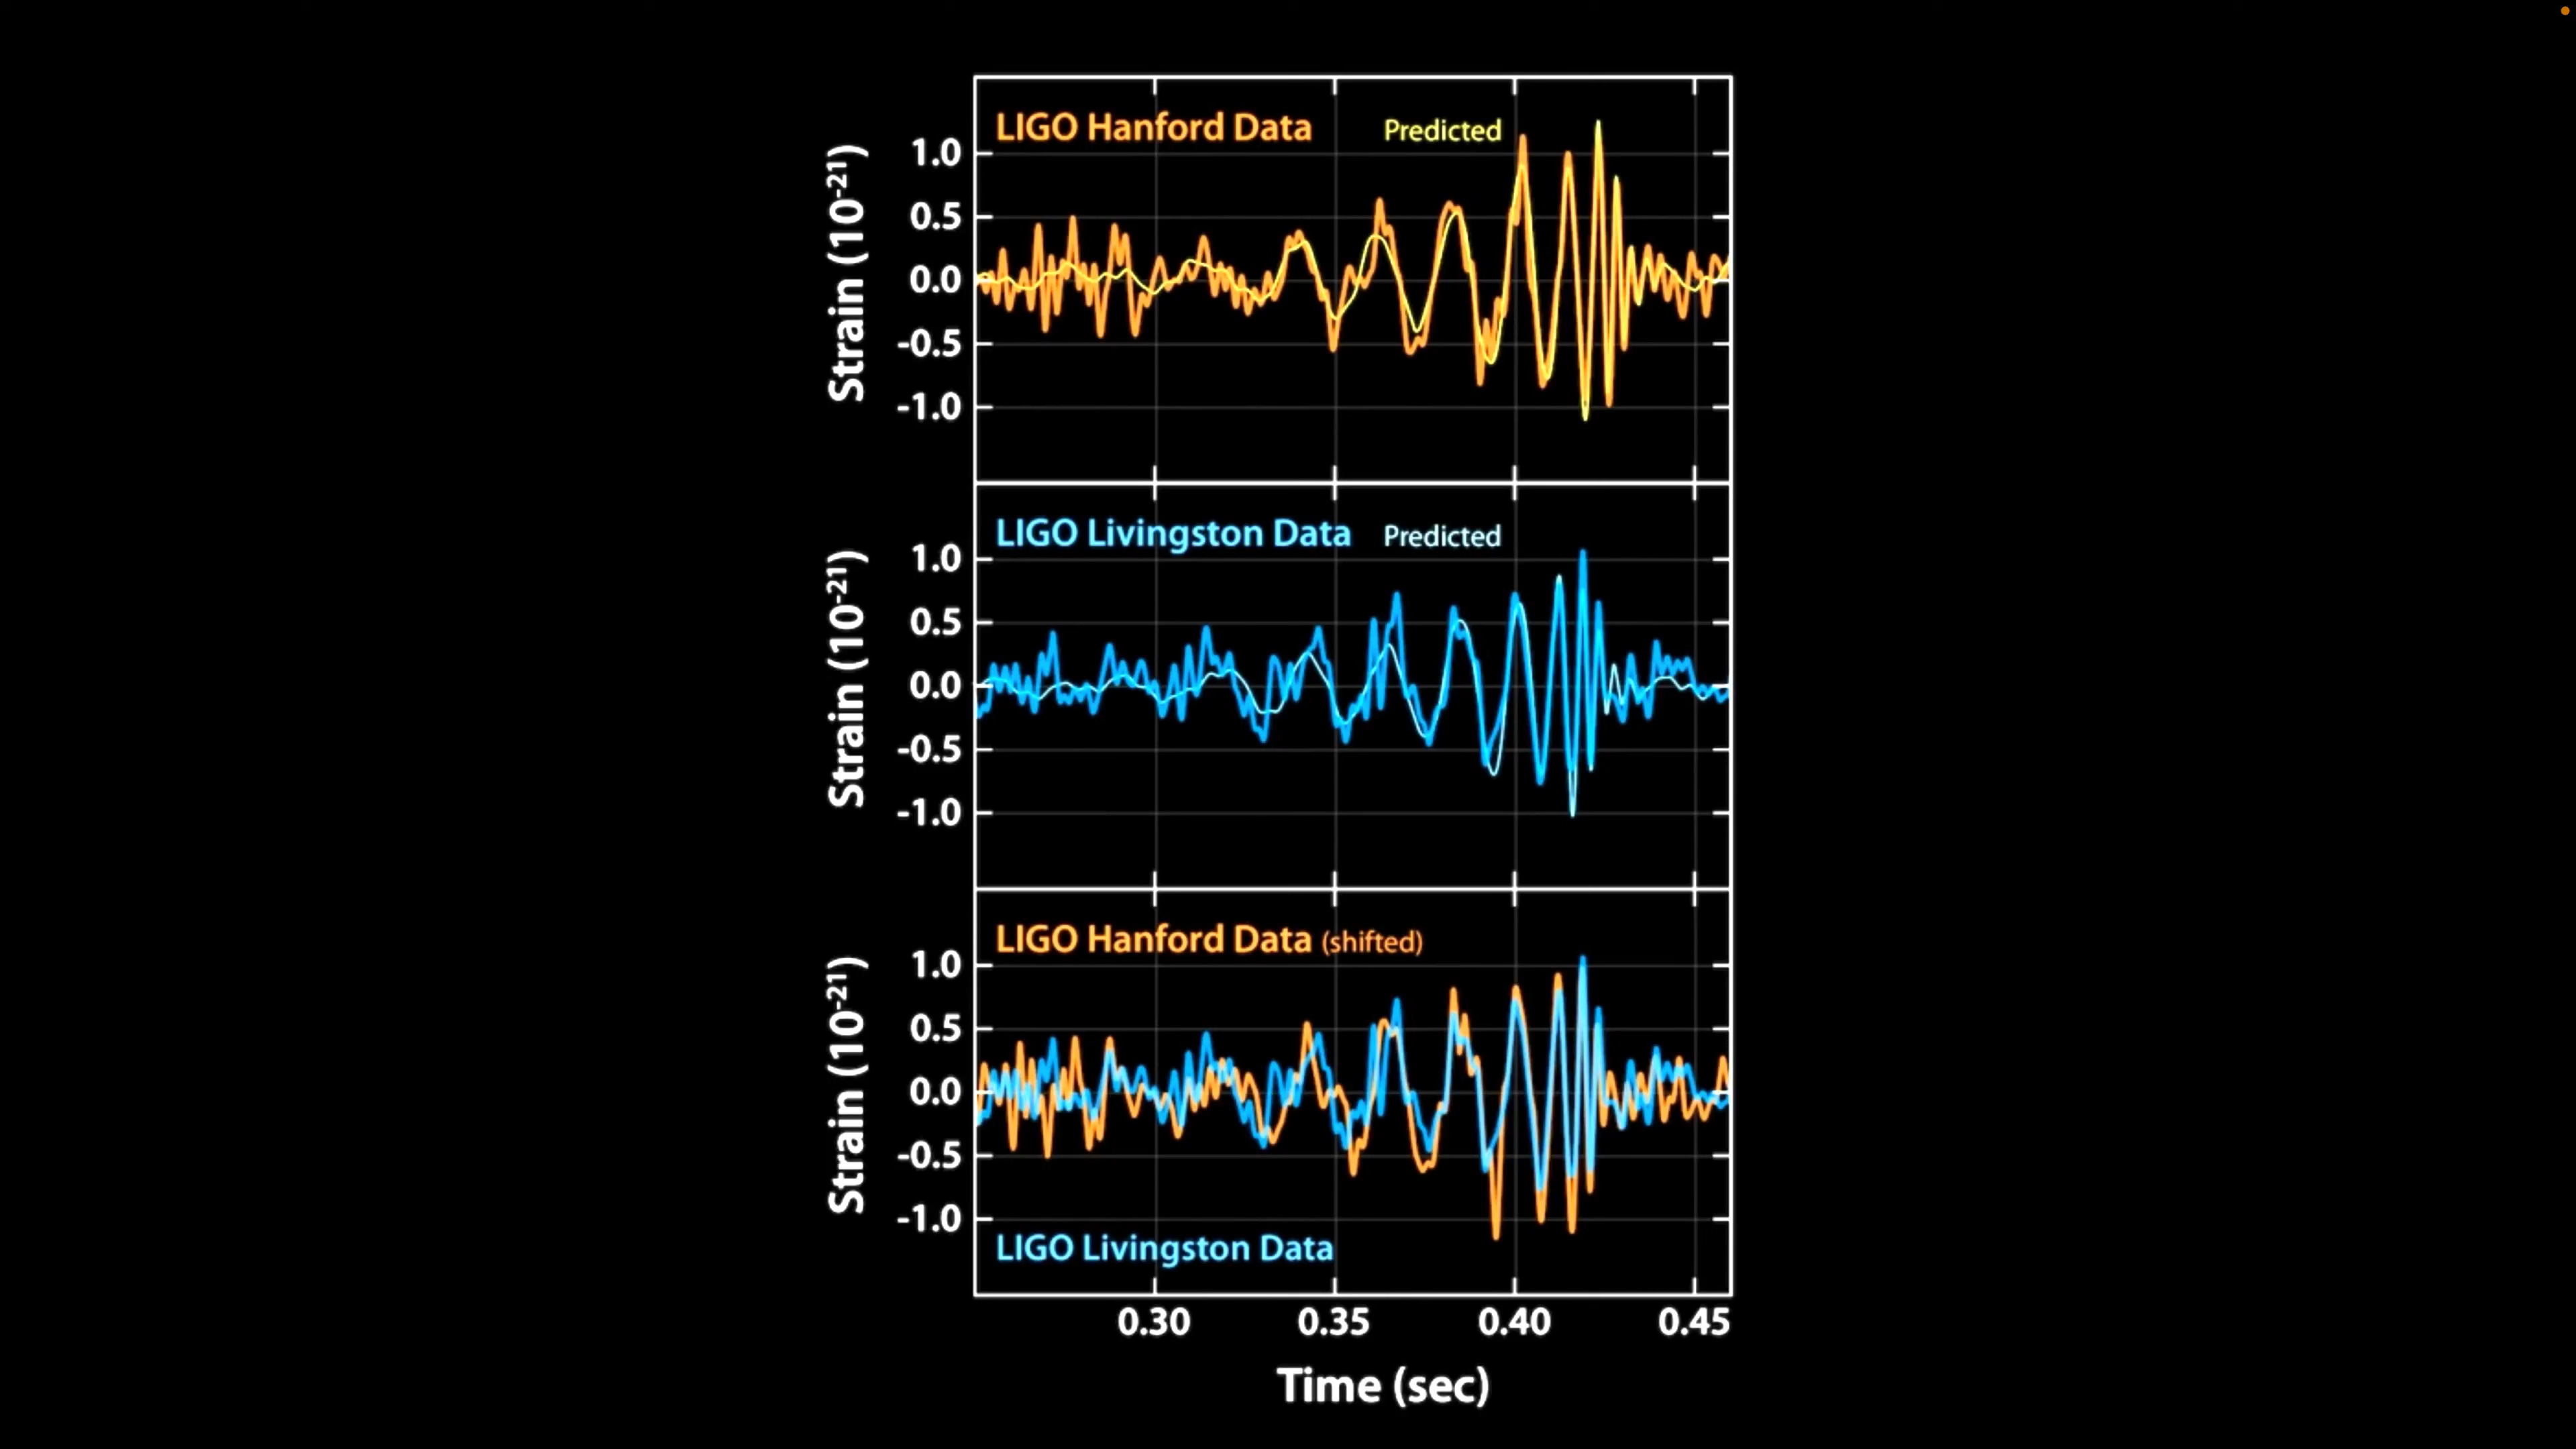 LIGO Hanford Data Predicted
Strain (10⁻²¹)
1.0
0.5
0.0
-0.5
-1.0
LIGO Livingston Data Predicted
Strain (10⁻²¹)
1.0
0.5
0.0
-0.5
-1.0
LIGO Hanford Data (shifted)
Strain (10⁻²¹)
1.0
0.5
0.0
-0.5
-1.0
LIGO Livingston Data
0.30 0.35 0.40 0.45
Time (sec)